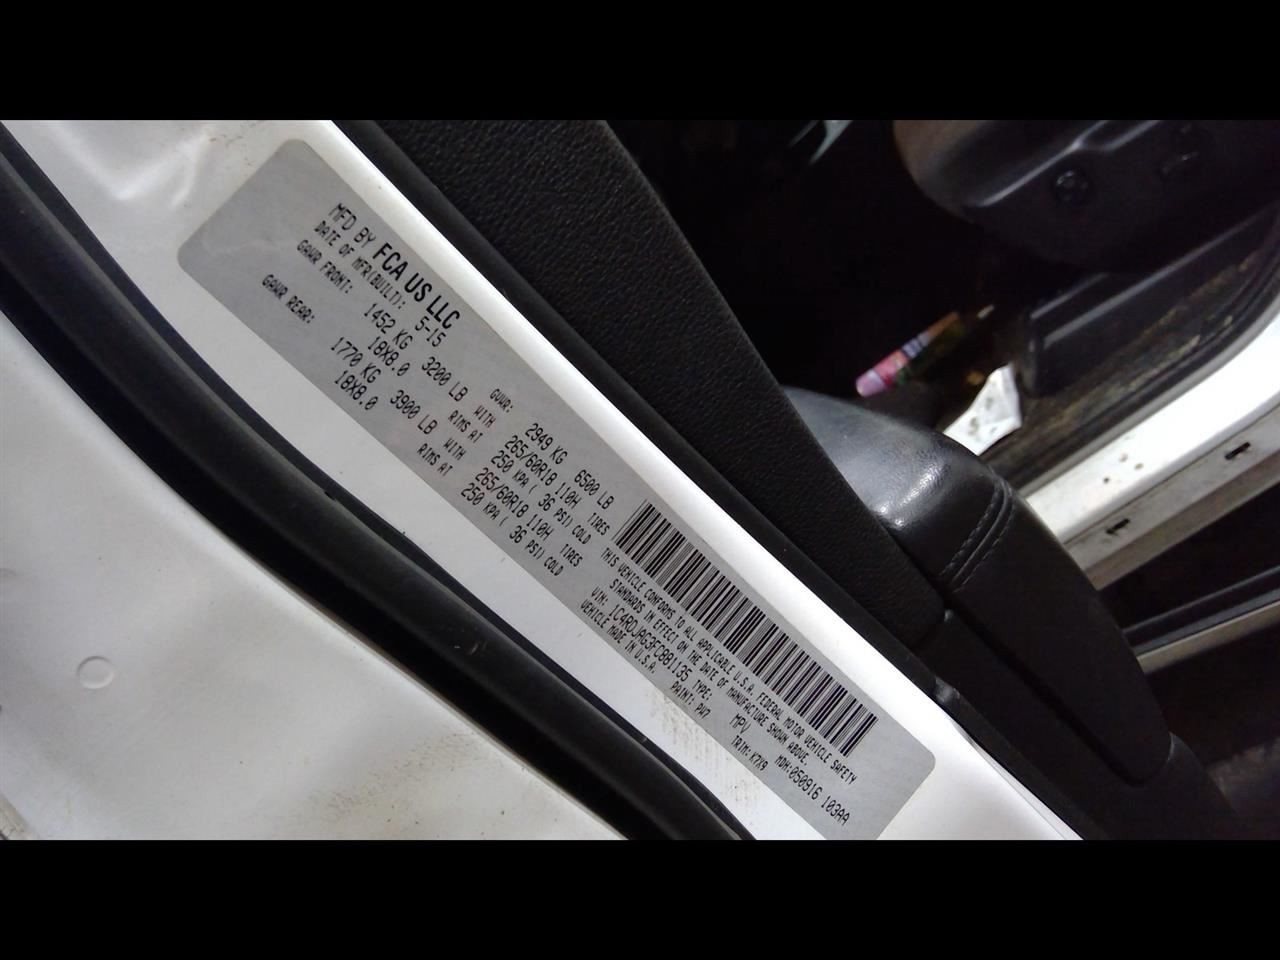 MFD BY FCA US LLC
DATE OF MFR(BUILT): 5-15 GVWR: 2949 KG 6500 LB
GAWR FRONT: 1452 KG 3200 LB WITH 265/60R18 110H TIRES
18X8.0 RIMS AT 250 KPA ( 36 PSI) COLD
GAWR REAR: 1770 KG 3900 LB WITH 265/60R18 110H TIRES
18X8.0 RIMS AT 250 KPA ( 36 PSI) COLD
THIS VEHICLE CONFORMS TO ALL APPLICABLE U.S.A. FEDERAL MOTOR VEHICLE SAFETY
STANDARDS IN EFFECT ON THE DATE OF MANUFACTURE SHOWN ABOVE.
VIN: 1C4RDJAG3FC881135 TYPE: MPV MDH:050916 103AA
VEHICLE MADE IN U.S.A. PAINT: PW7 TRIM: K7X9